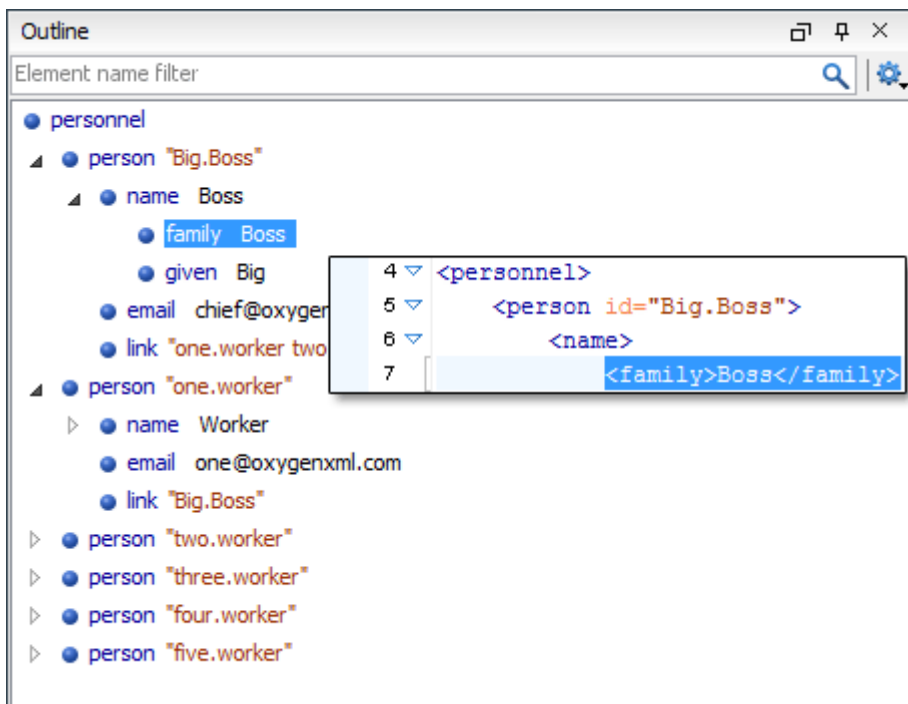 Outline
Element name filter
personnel
person "Big.Boss"
name Boss
family Boss
given Big
email chief@oxygen
link "one.worker two
person "one.worker"
name Worker
email one@oxygenxml.com
link "Big.Boss"
person "two.worker"
person "three.worker"
person "four.worker"
person "five.worker"
4 <personnel>
5 <person id="Big.Boss">
6 <name>
7 <family>Boss</family>